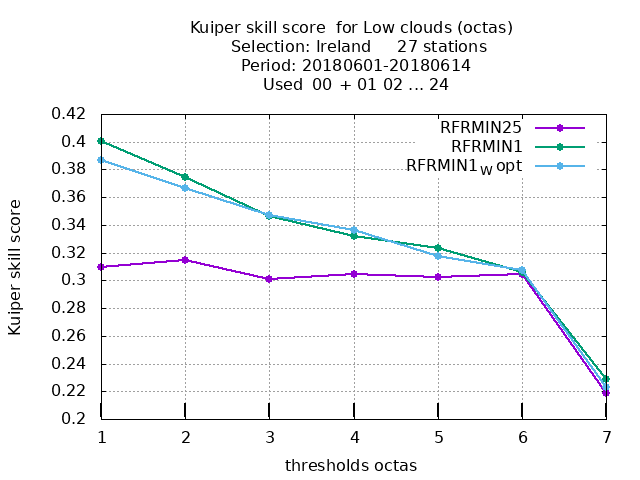 Kuiper skill score  for Low clouds (octas)
Selection: Ireland     27 stations
Period: 20180601-20180614
Used  00 + 01 02 ... 24
RFRMIN25
RFRMIN1
RFRMIN1W opt
Kuiper skill score
0.42
0.4
0.38
0.36
0.34
0.32
0.3
0.28
0.26
0.24
0.22
0.2
1 2 3 4 5 6 7
thresholds octas